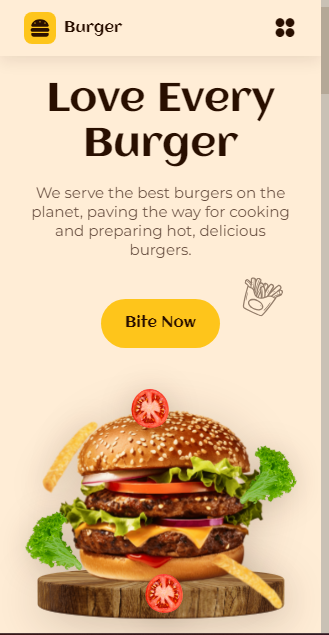 Burger
Love Every
Burger
We serve the best burgers on the
planet, paving the way for cooking
and preparing hot, delicious
burgers.
Bite Now